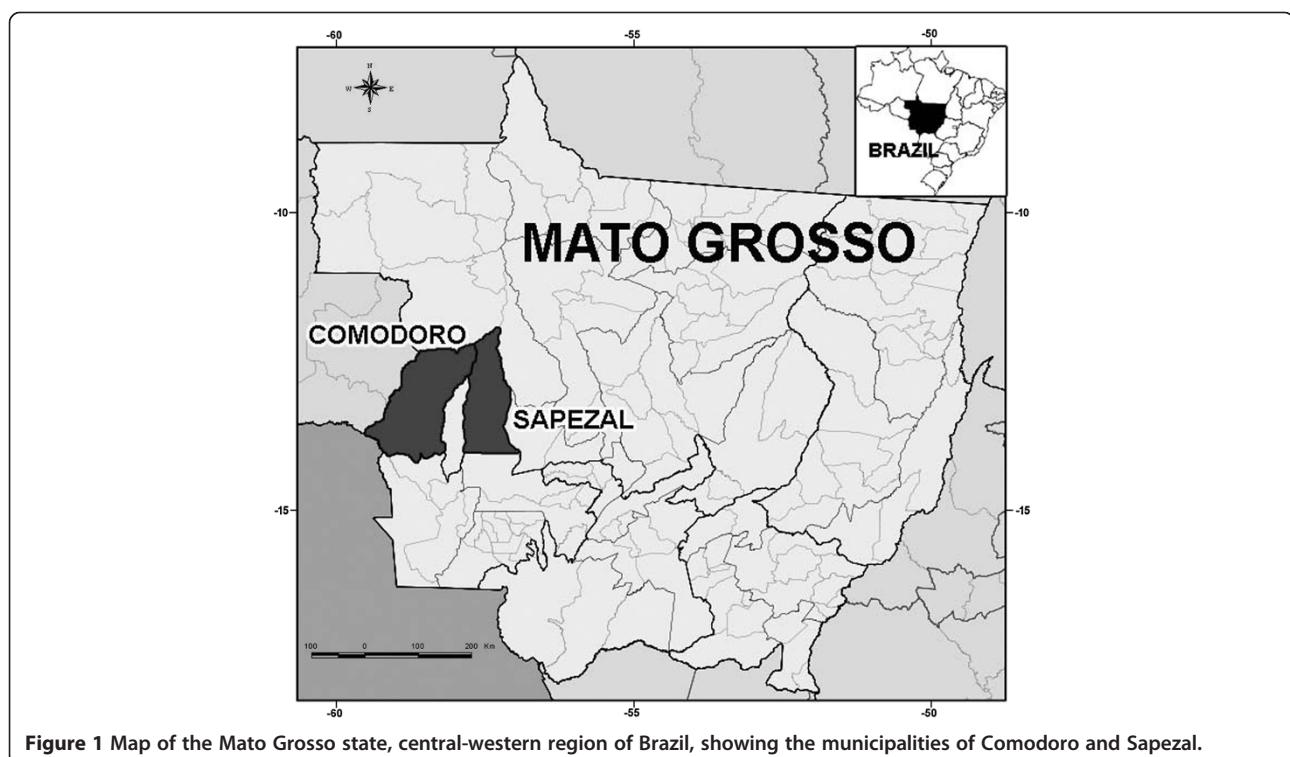 -60 -55 -50
N
W E
S
BRAZIL
-10 -10
MATO GROSSO
COMODORO
SAPEZAL
-15 -15
100 0 100 200 Km
-60 -55 -50
Figure 1 Map of the Mato Grosso state, central-western region of Brazil, showing the municipalities of Comodoro and Sapezal.